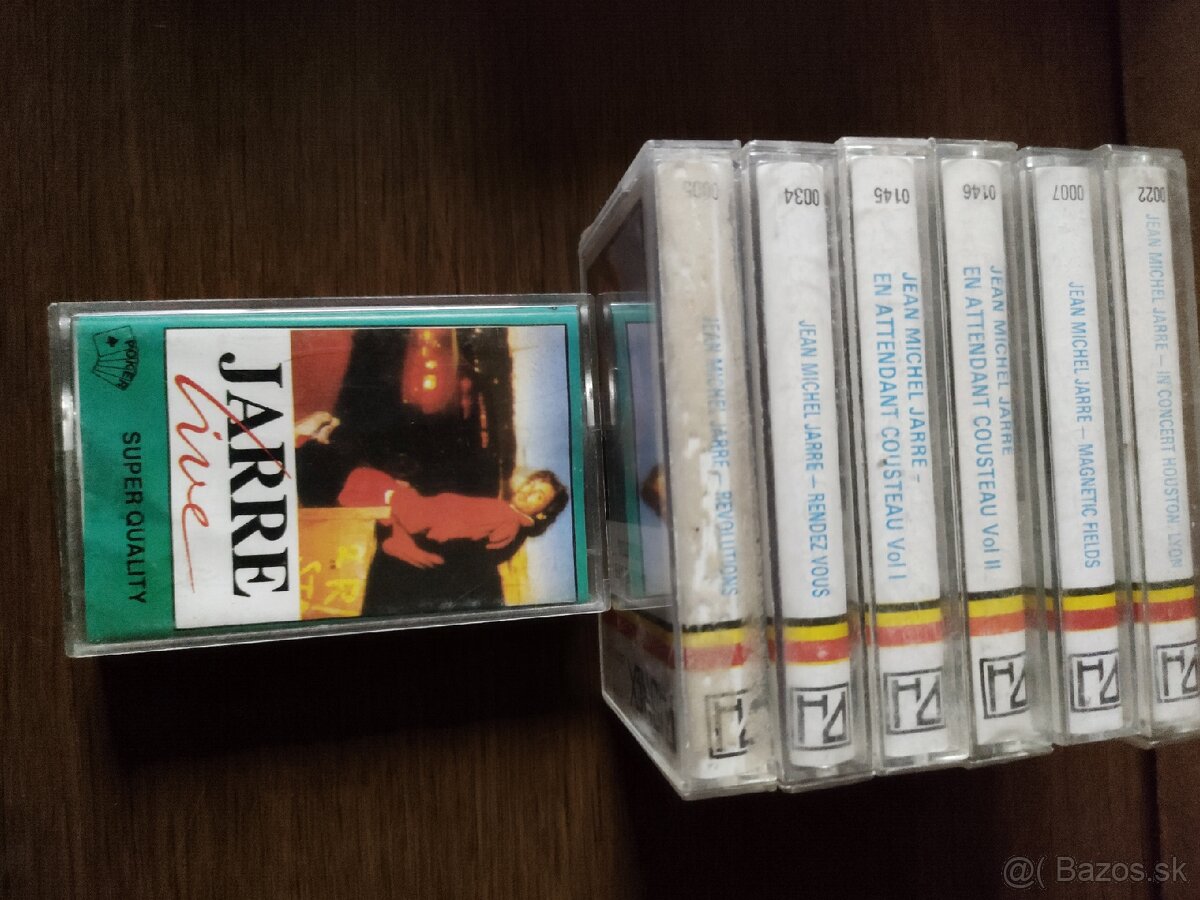 POKER
SUPER QUALITY
JARRE
live
JEAN MICHEL JARRE – REVOLUTIONS
0034
JEAN MICHEL JARRE – RENDEZ VOUS
0145
JEAN MICHEL JARRE –
EN ATTENDANT COUSTEAU Vol I
0146
JEAN MICHEL JARRE
EN ATTENDANT COUSTEAU Vol II
0007
JEAN MICHEL JARRE – MAGNETIC FIELDS
0022
JEAN MICHEL JARRE – IN CONCERT HOUSTON LYON
@( Bazos.sk